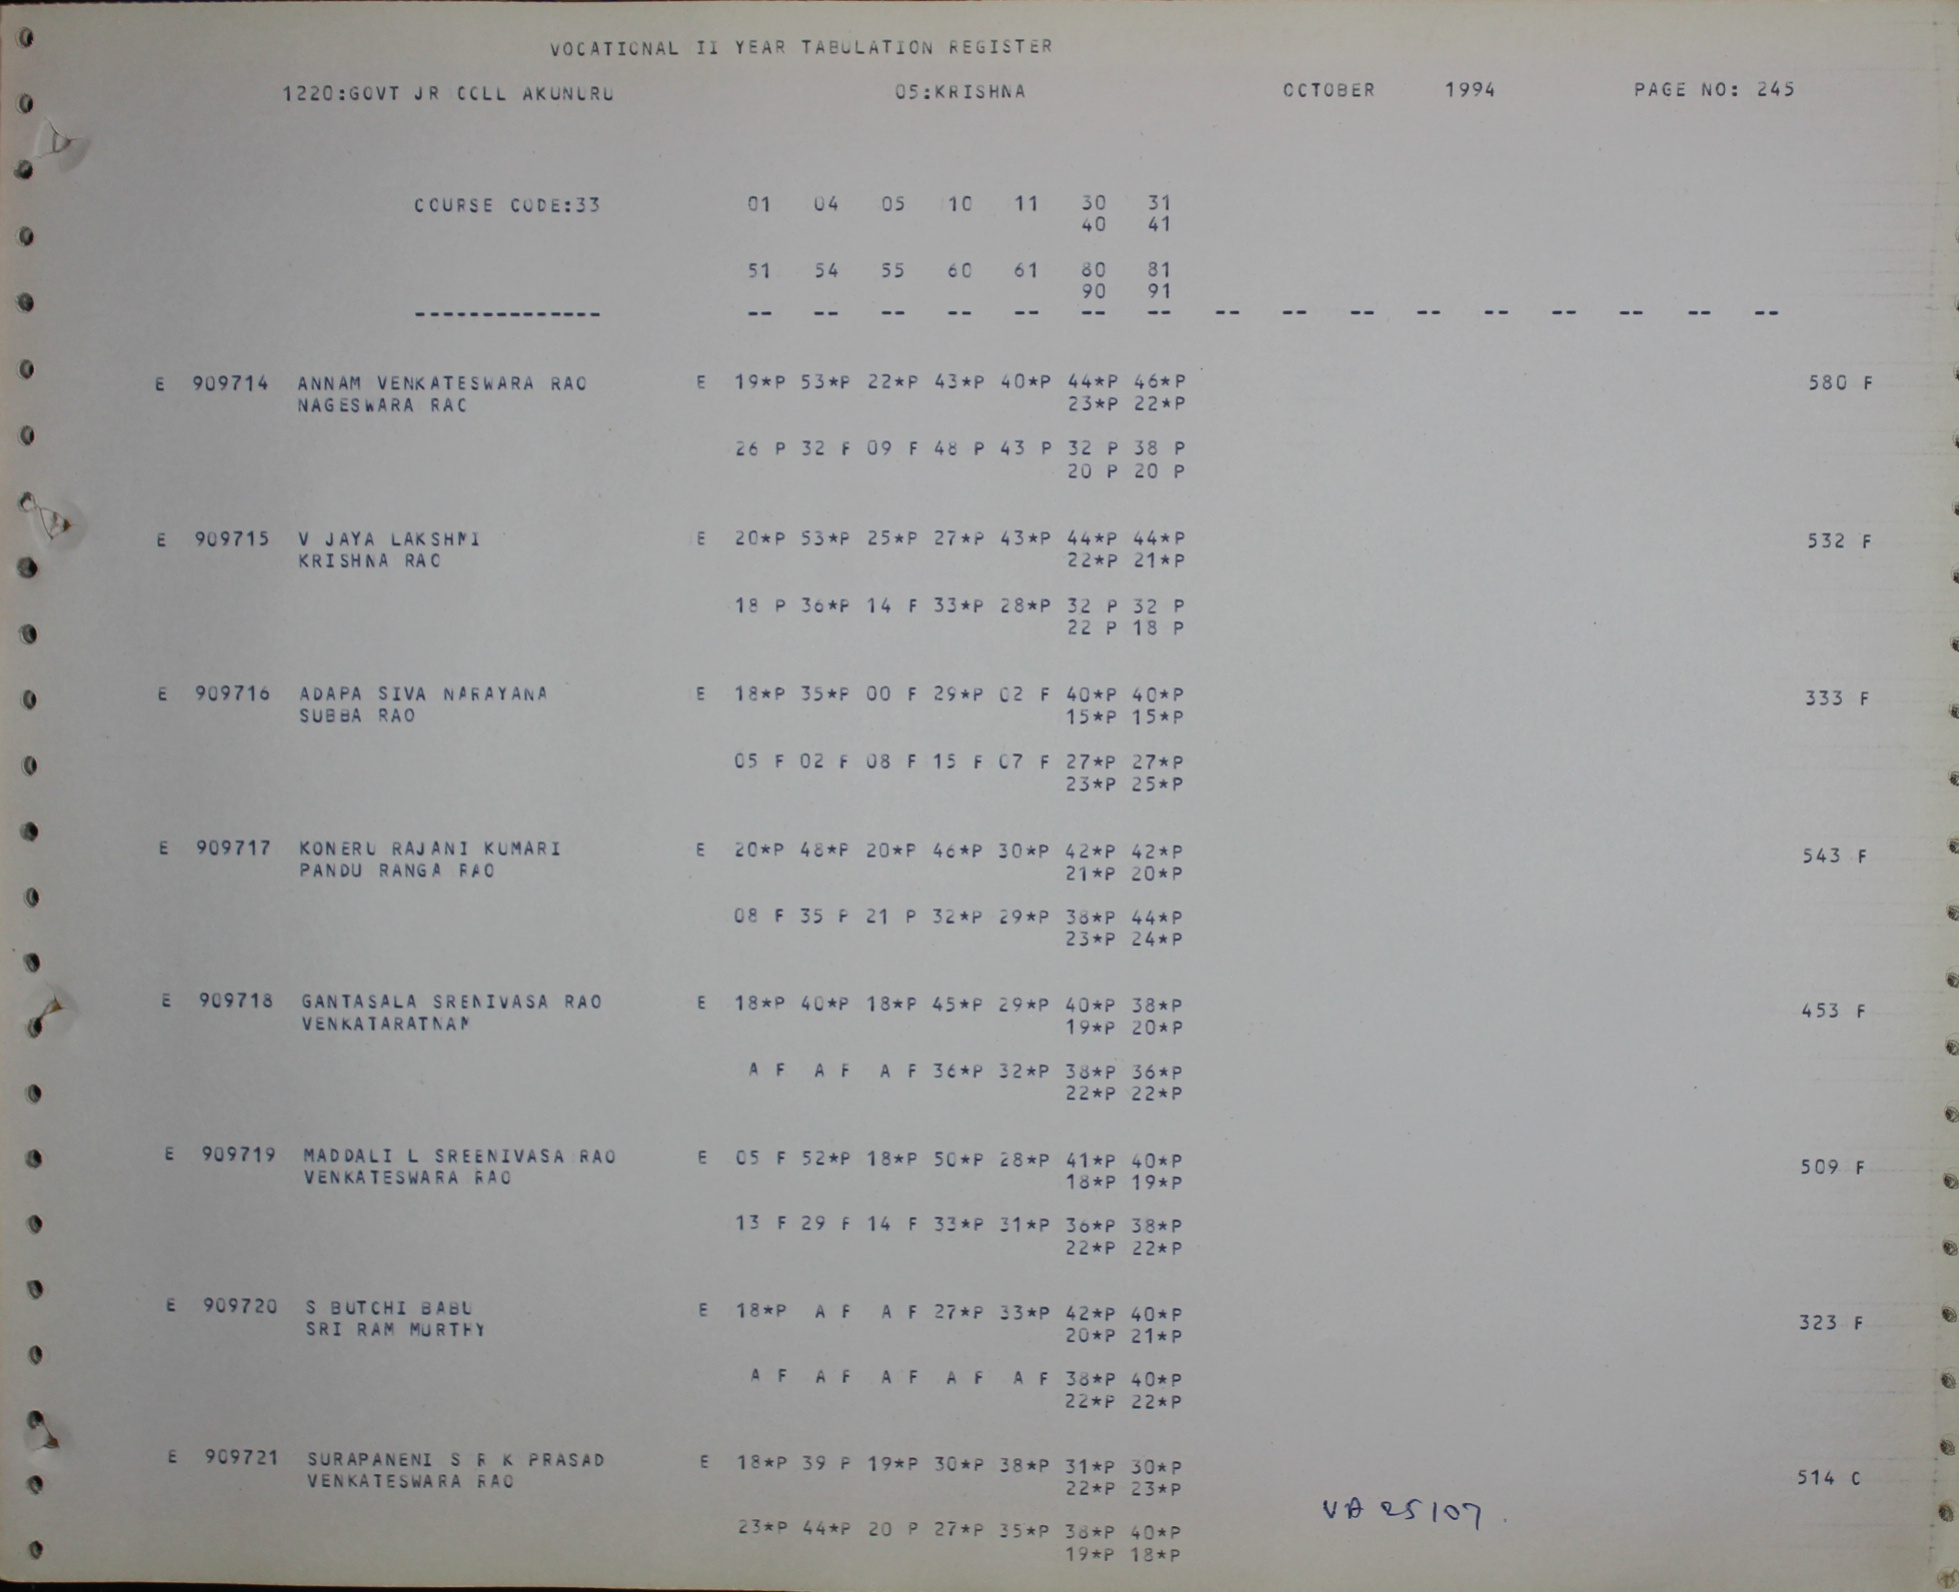 VOCATIONAL II YEAR TABULATION REGISTER
1220:GOVT JR COLL AKUNURU 05:KRISHNA OCTOBER 1994 PAGE NO: 245
COURSE CODE:33 01 04 05 10 11 30 31
40 41
51 54 55 60 61 80 81
90 91
-------------- -- -- -- -- -- -- -- -- -- -- -- -- -- -- -- --
E 909714 ANNAM VENKATESWARA RAO E 19*P 53*P 22*P 43*P 40*P 44*P 46*P 580 F
NAGESWARA RAO 23*P 22*P
26 P 32 F 09 F 48 P 43 P 32 P 38 P
20 P 20 P
E 909715 V JAYA LAKSHMI E 20*P 53*P 25*P 27*P 43*P 44*P 44*P 532 F
KRISHNA RAO 22*P 21*P
18 P 36*P 14 F 33*P 28*P 32 P 32 P
22 P 18 P
E 909716 ADAPA SIVA NARAYANA E 18*P 35*P 00 F 29*P 02 F 40*P 40*P 333 F
SUBBA RAO 15*P 15*P
05 F 02 F 08 F 15 F 07 F 27*P 27*P
23*P 25*P
E 909717 KONERU RAJANI KUMARI E 20*P 48*P 20*P 46*P 30*P 42*P 42*P 543 F
PANDU RANGA RAO 21*P 20*P
08 F 35 P 21 P 32*P 29*P 38*P 44*P
23*P 24*P
E 909718 GANTASALA SRENIVASA RAO E 18*P 40*P 18*P 45*P 29*P 40*P 38*P 453 F
VENKATARATNAM 19*P 20*P
A F A F A F 36*P 32*P 38*P 36*P
22*P 22*P
E 909719 MADDALI L SREENIVASA RAO E 05 F 52*P 18*P 50*P 28*P 41*P 40*P 509 F
VENKATESWARA RAO 18*P 19*P
13 F 29 F 14 F 33*P 31*P 36*P 38*P
22*P 22*P
E 909720 S BUTCHI BABU E 18*P A F A F 27*P 33*P 42*P 40*P 323 F
SRI RAM MURTHY 20*P 21*P
A F A F A F A F A F 38*P 40*P
22*P 22*P
E 909721 SURAPANENI S R K PRASAD E 18*P 39 P 19*P 30*P 38*P 31*P 30*P 514 C
VENKATESWARA RAO 22*P 23*P
23*P 44*P 20 P 27*P 35*P 38*P 40*P
19*P 18*P
25/07.